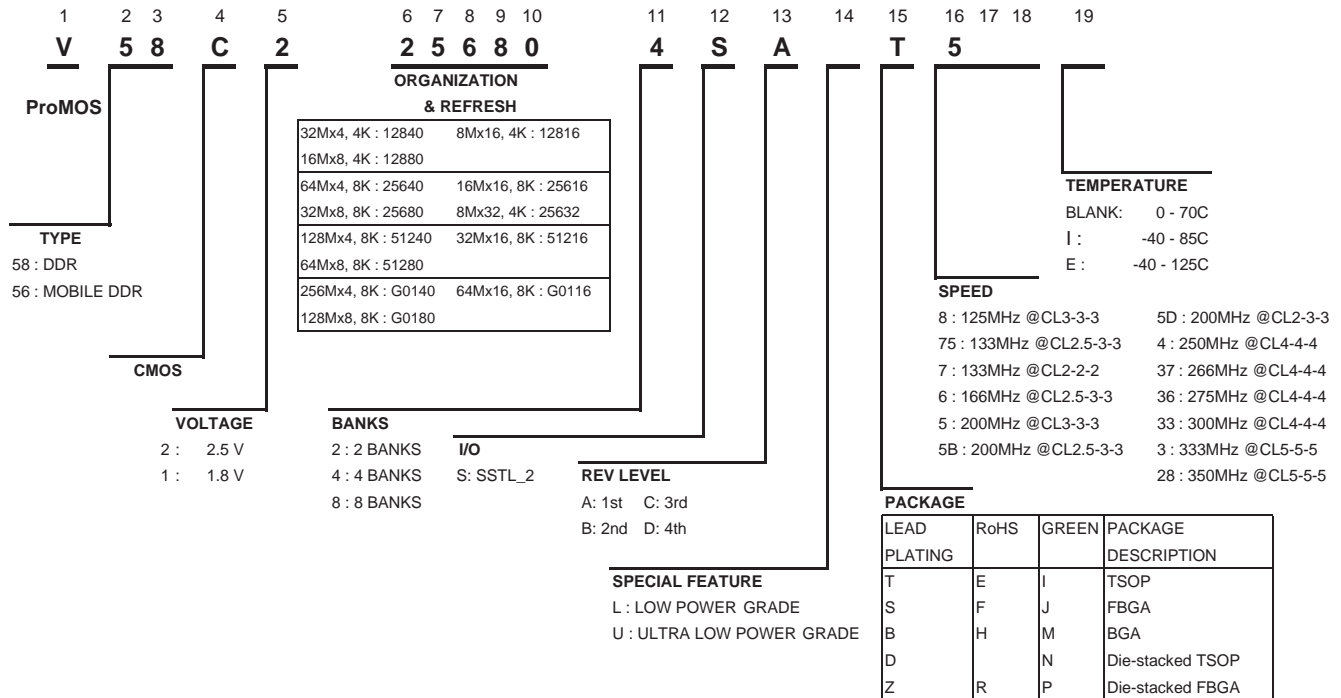 1 2 3 4 5 6 7 8 9 10 11 12 13 14 15 16 17 18 19
V 5 8 C 2 2 5 6 8 0 4 S A T 5
ProMOS
ORGANIZATION
& REFRESH
32Mx4, 4K : 12840 8Mx16, 4K : 12816
16Mx8, 4K : 12880
64Mx4, 8K : 25640 16Mx16, 8K : 25616
32Mx8, 8K : 25680 8Mx32, 4K : 25632
128Mx4, 8K : 51240 32Mx16, 8K : 51216
64Mx8, 8K : 51280
256Mx4, 8K : G0140 64Mx16, 8K : G0116
128Mx8, 8K : G0180
TYPE
58 : DDR
56 : MOBILE DDR
CMOS
VOLTAGE
2 : 2.5 V
1 : 1.8 V
BANKS
2 : 2 BANKS
4 : 4 BANKS
8 : 8 BANKS
I/O
S: SSTL_2
REV LEVEL
A: 1st C: 3rd
B: 2nd D: 4th
SPECIAL FEATURE
L : LOW POWER GRADE
U : ULTRA LOW POWER GRADE
TEMPERATURE
BLANK: 0 - 70C
I : -40 - 85C
E : -40 - 125C
SPEED
8 : 125MHz @CL3-3-3 5D : 200MHz @CL2-3-3
75 : 133MHz @CL2.5-3-3 4 : 250MHz @CL4-4-4
7 : 133MHz @CL2-2-2 37 : 266MHz @CL4-4-4
6 : 166MHz @CL2.5-3-3 36 : 275MHz @CL4-4-4
5 : 200MHz @CL3-3-3 33 : 300MHz @CL4-4-4
5B : 200MHz @CL2.5-3-3 3 : 333MHz @CL5-5-5
28 : 350MHz @CL5-5-5
PACKAGE
LEAD RoHS GREEN PACKAGE
PLATING DESCRIPTION
T E I TSOP
S F J FBGA
B H M BGA
D N Die-stacked TSOP
Z R P Die-stacked FBGA